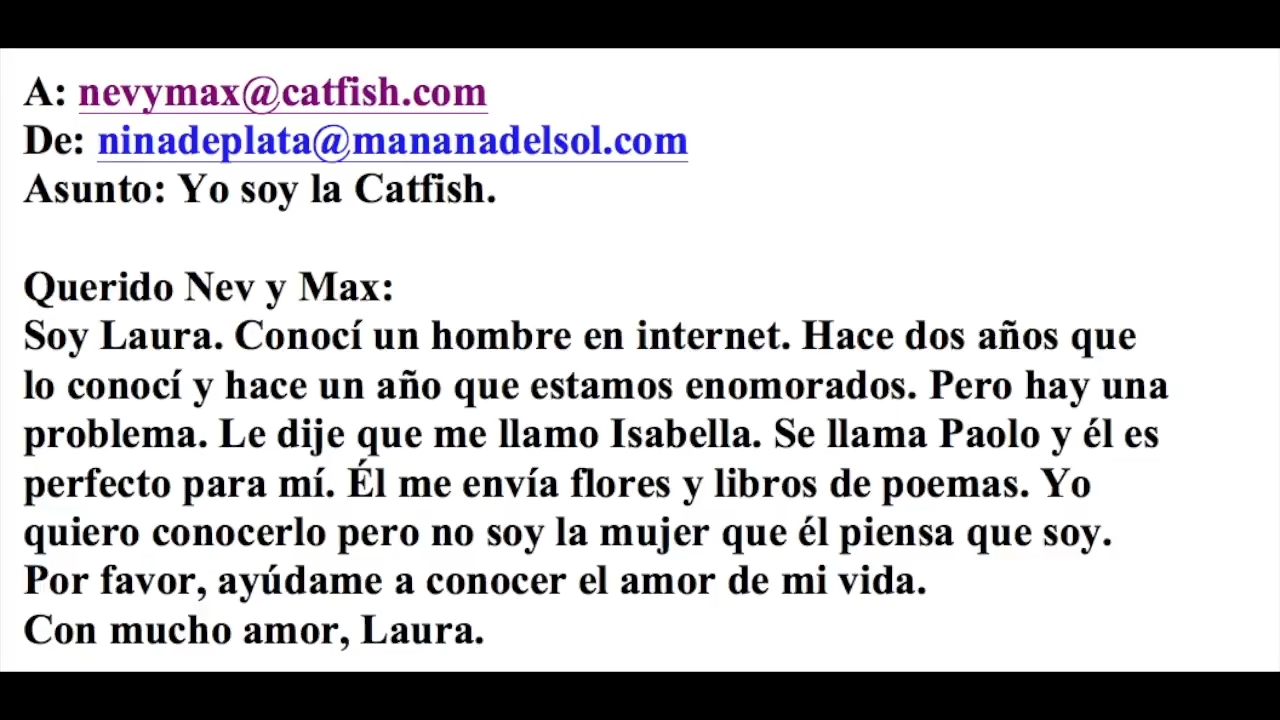 A: nevymax@catfish.com
De: ninadeplata@mananadelsol.com
Asunto: Yo soy la Catfish.
Querido Nev y Max:
Soy Laura. Conocí un hombre en internet. Hace dos años que
lo conocí y hace un año que estamos enomorados. Pero hay una
problema. Le dije que me llamo Isabella. Se llama Paolo y él es
perfecto para mí. Él me envía flores y libros de poemas. Yo
quiero conocerlo pero no soy la mujer que él piensa que soy.
Por favor, ayúdame a conocer el amor de mi vida.
Con mucho amor, Laura.